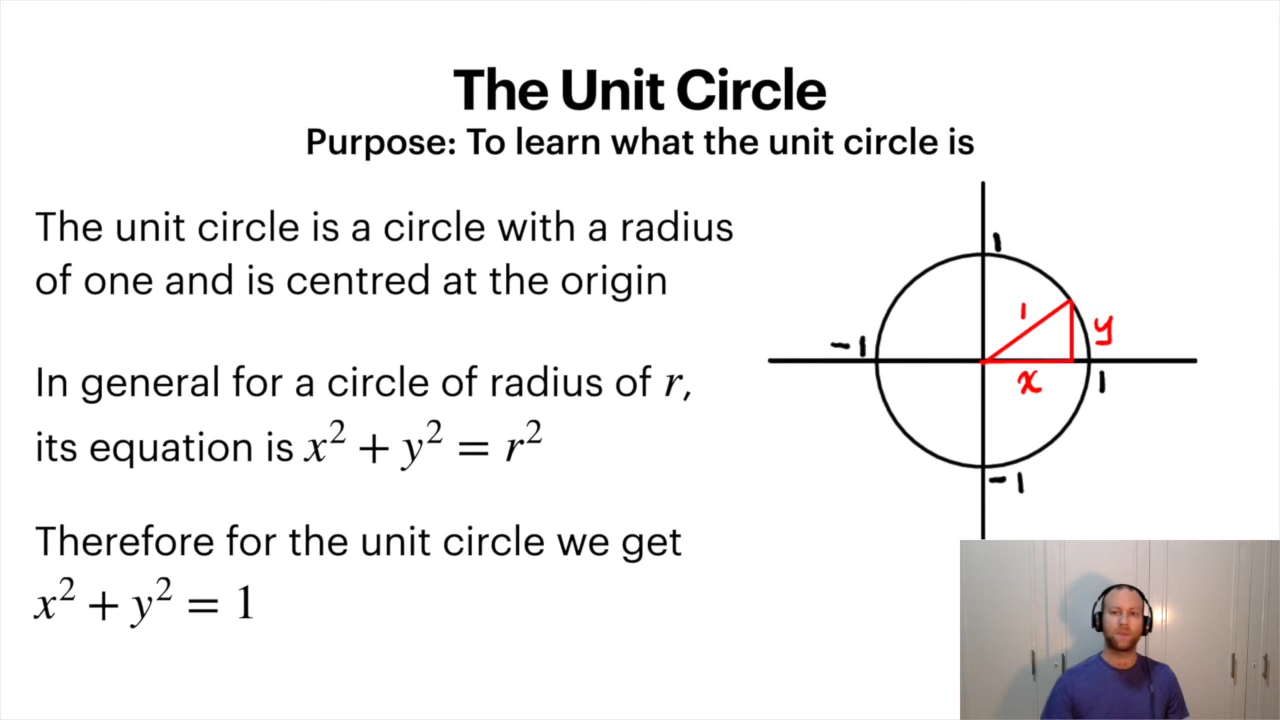 The Unit Circle
Purpose: To learn what the unit circle is
The unit circle is a circle with a radius
of one and is centred at the origin
In general for a circle of radius of r,
its equation is x² + y² = r²
Therefore for the unit circle we get
x² + y² = 1
1
1
y
-1
x
1
-1